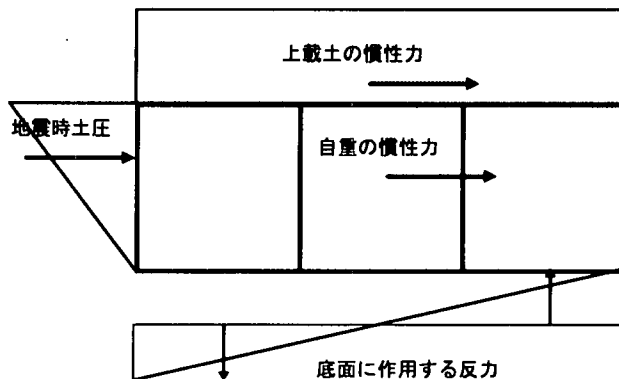 上載土の慣性力
地震時土圧
自重の慣性力
底面に作用する反力